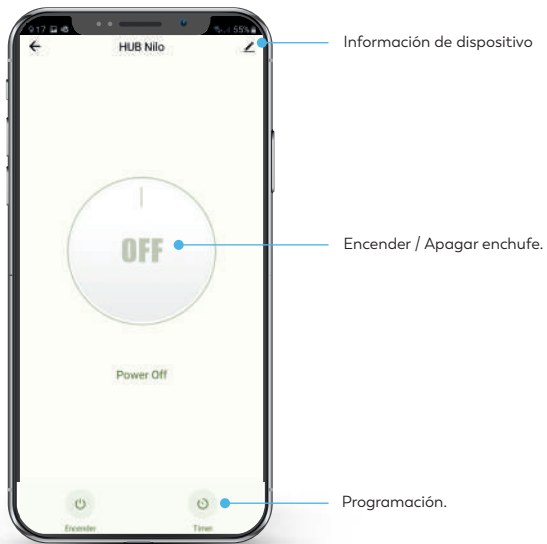 9:17 55%
HUB Nilo
Información de dispositivo
OFF
Encender / Apagar enchufe.
Power Off
Programación.
Encender Timer